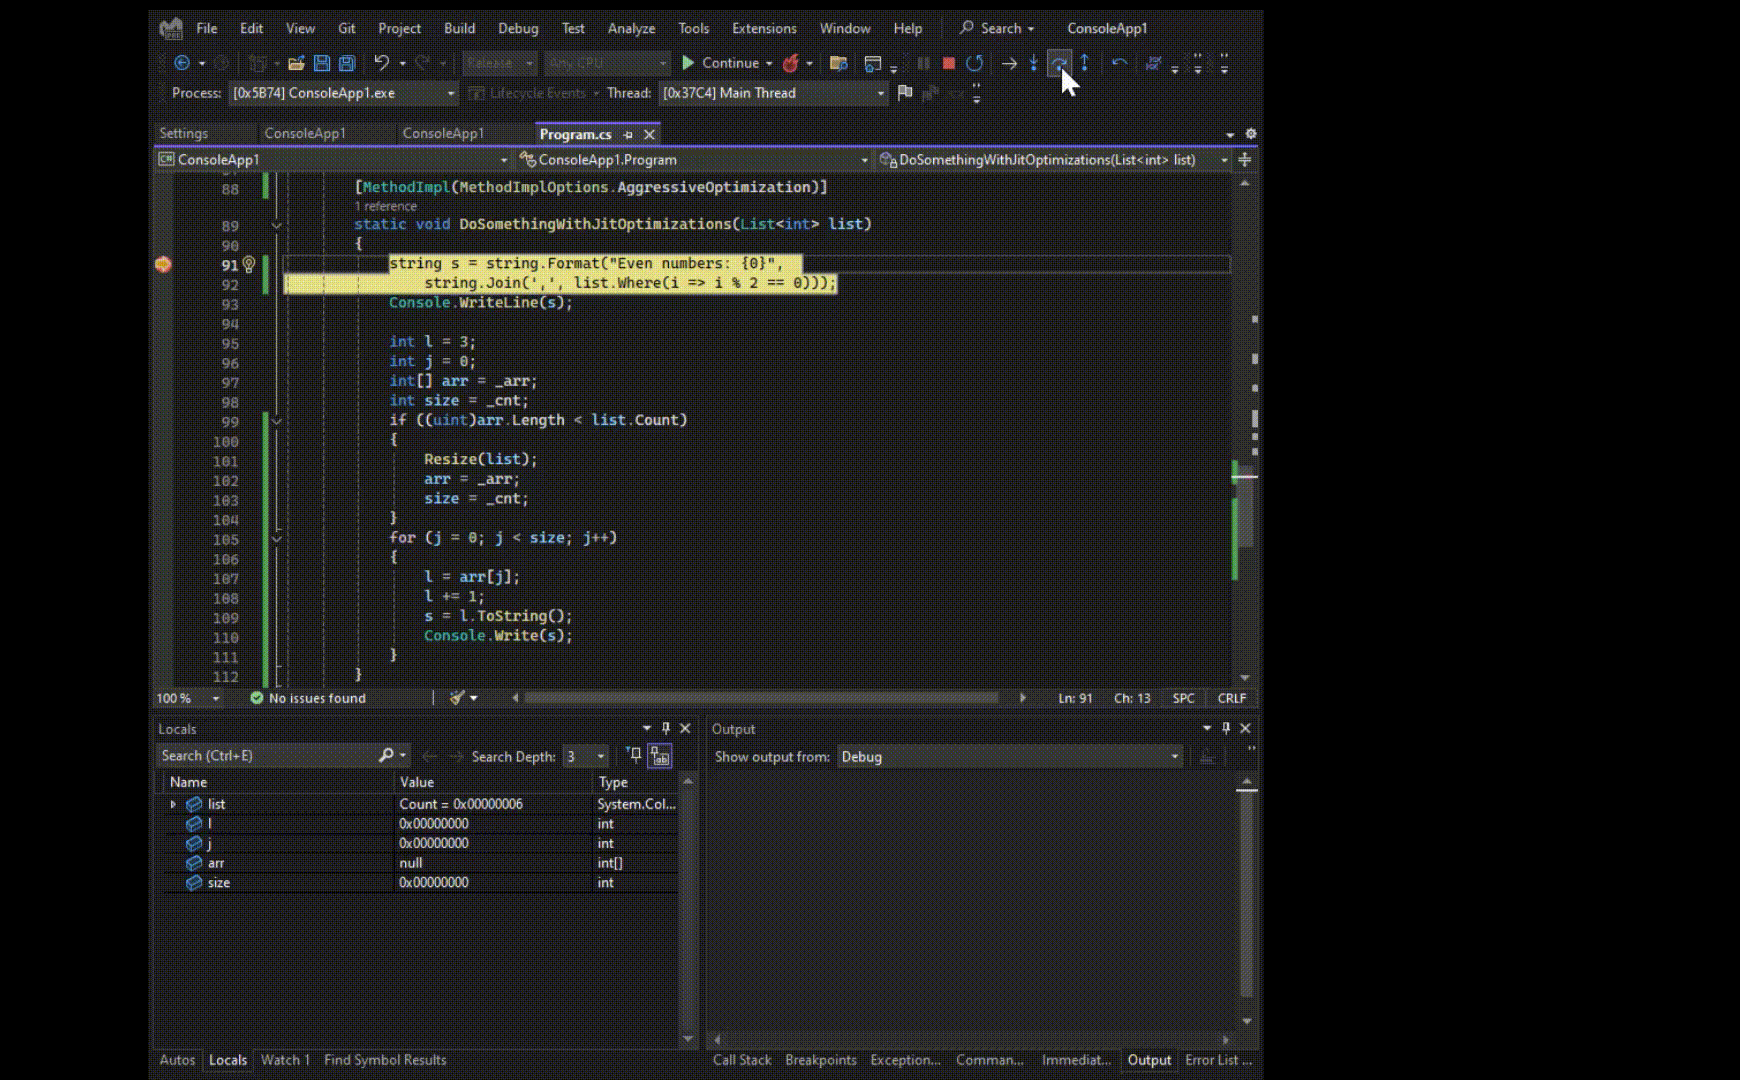 File Edit View Git Project Build Debug Test Analyze Tools Extensions Window Help Search ConsoleApp1
Release Any CPU Continue
Process: [0x5B74] ConsoleApp1.exe Lifecycle Events Thread: [0x37C4] Main Thread
Settings ConsoleApp1 ConsoleApp1 Program.cs
C# ConsoleApp1 ConsoleApp1.Program DoSomethingWithJitOptimizations(List<int> list)
88 [MethodImpl(MethodImplOptions.AggressiveOptimization)]
1 reference
89 static void DoSomethingWithJitOptimizations(List<int> list)
90 {
91 string s = string.Format("Even numbers: {0}",
92 string.Join(',', list.Where(i => i % 2 == 0)));
93 Console.WriteLine(s);
94
95 int l = 3;
96 int j = 0;
97 int[] arr = _arr;
98 int size = _cnt;
99 if ((uint)arr.Length < list.Count)
100 {
101 Resize(list);
102 arr = _arr;
103 size = _cnt;
104 }
105 for (j = 0; j < size; j++)
106 {
107 l = arr[j];
108 l += 1;
109 s = l.ToString();
110 Console.Write(s);
111 }
112 }
100 % No issues found Ln: 91 Ch: 13 SPC CRLF
Locals
Search (Ctrl+E) Search Depth: 3
Name Value Type
list Count = 0x00000006 System.Col...
l 0x00000000 int
j 0x00000000 int
arr null int[]
size 0x00000000 int
Autos Locals Watch 1 Find Symbol Results
Output
Show output from: Debug
Call Stack Breakpoints Exception... Comman... Immediat... Output Error List ...